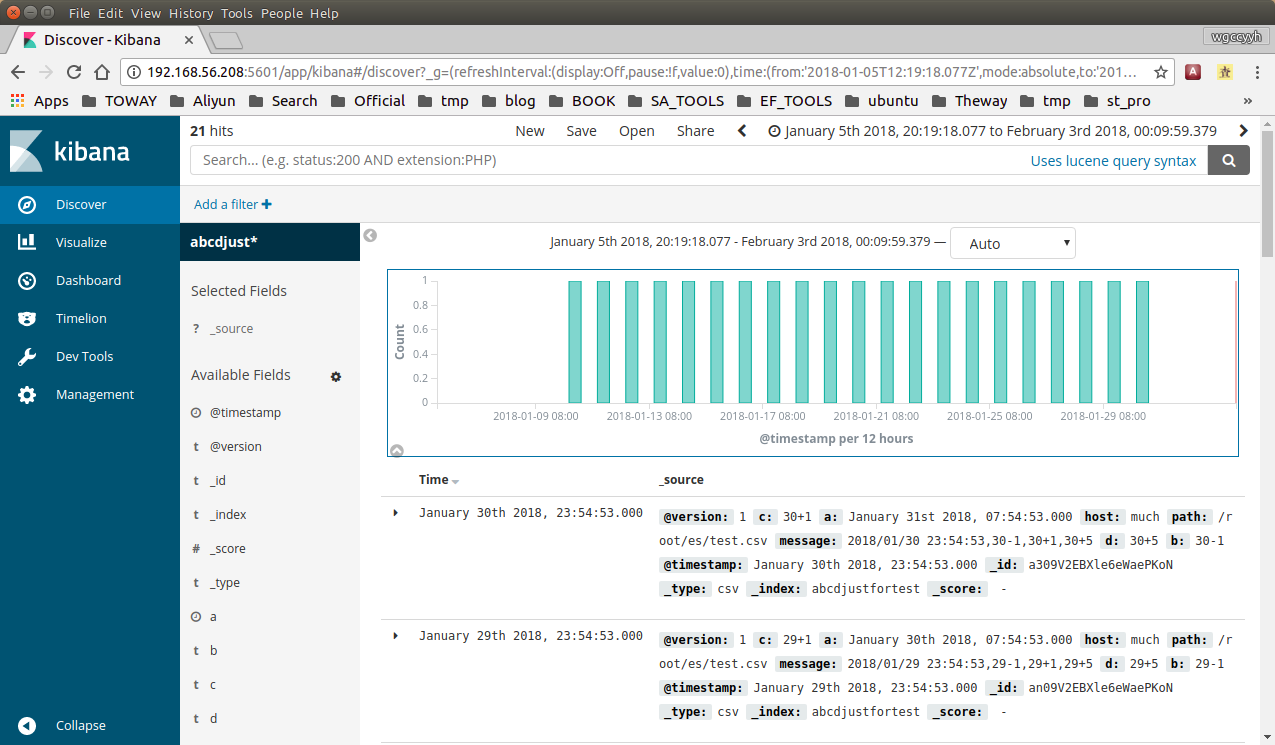 File Edit View History Tools People Help
Discover - Kibana
wgccyyh
192.168.56.208:5601/app/kibana#/discover?_g=(refreshInterval:(display:Off,pause:!f,value:0),time:(from:'2018-01-05T12:19:18.077Z',mode:absolute,to:'201...
Apps TOWAY Aliyun Search Official tmp blog BOOK SA_TOOLS EF_TOOLS ubuntu Theway tmp st_pro »
kibana
Discover
Visualize
Dashboard
Timelion
Dev Tools
Management
Collapse
21 hits
New Save Open Share January 5th 2018, 20:19:18.077 to February 3rd 2018, 00:09:59.379
Search... (e.g. status:200 AND extension:PHP) Uses lucene query syntax
Add a filter +
abcdjust*
Selected Fields
? _source
Available Fields
@timestamp
t @version
t _id
t _index
# _score
t _type
a
t b
t c
t d
January 5th 2018, 20:19:18.077 - February 3rd 2018, 00:09:59.379 — Auto
Count
1
0.8
0.6
0.4
0.2
0
2018-01-09 08:00 2018-01-13 08:00 2018-01-17 08:00 2018-01-21 08:00 2018-01-25 08:00 2018-01-29 08:00
@timestamp per 12 hours
Time _source
January 30th 2018, 23:54:53.000 @version: 1 c: 30+1 a: January 31st 2018, 07:54:53.000 host: much path: /r
oot/es/test.csv message: 2018/01/30 23:54:53,30-1,30+1,30+5 d: 30+5 b: 30-1
@timestamp: January 30th 2018, 23:54:53.000 _id: a309V2EBXle6eWaePKoN
_type: csv _index: abcdjustfortest _score: -
January 29th 2018, 23:54:53.000 @version: 1 c: 29+1 a: January 30th 2018, 07:54:53.000 host: much path: /r
oot/es/test.csv message: 2018/01/29 23:54:53,29-1,29+1,29+5 d: 29+5 b: 29-1
@timestamp: January 29th 2018, 23:54:53.000 _id: an09V2EBXle6eWaePKoN
_type: csv _index: abcdjustfortest _score: -